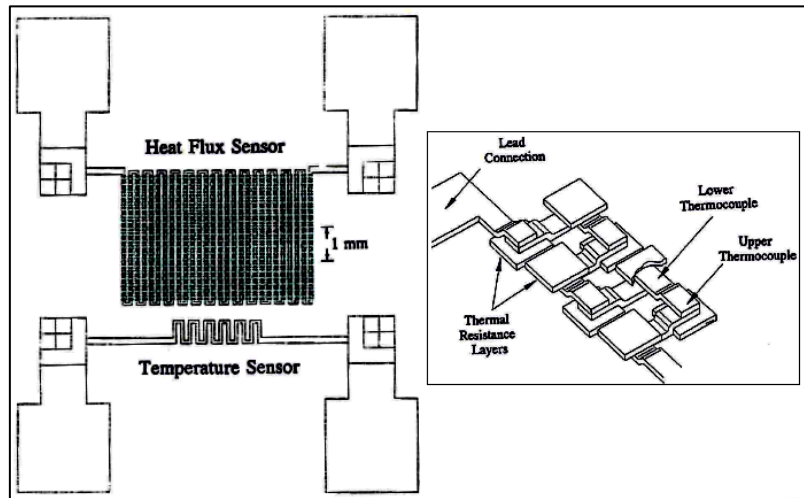 Heat Flux Sensor
1 mm
Temperature Sensor
Lead
Connection
Lower
Thermocouple
Upper
Thermocouple
Thermal
Resistance
Layers